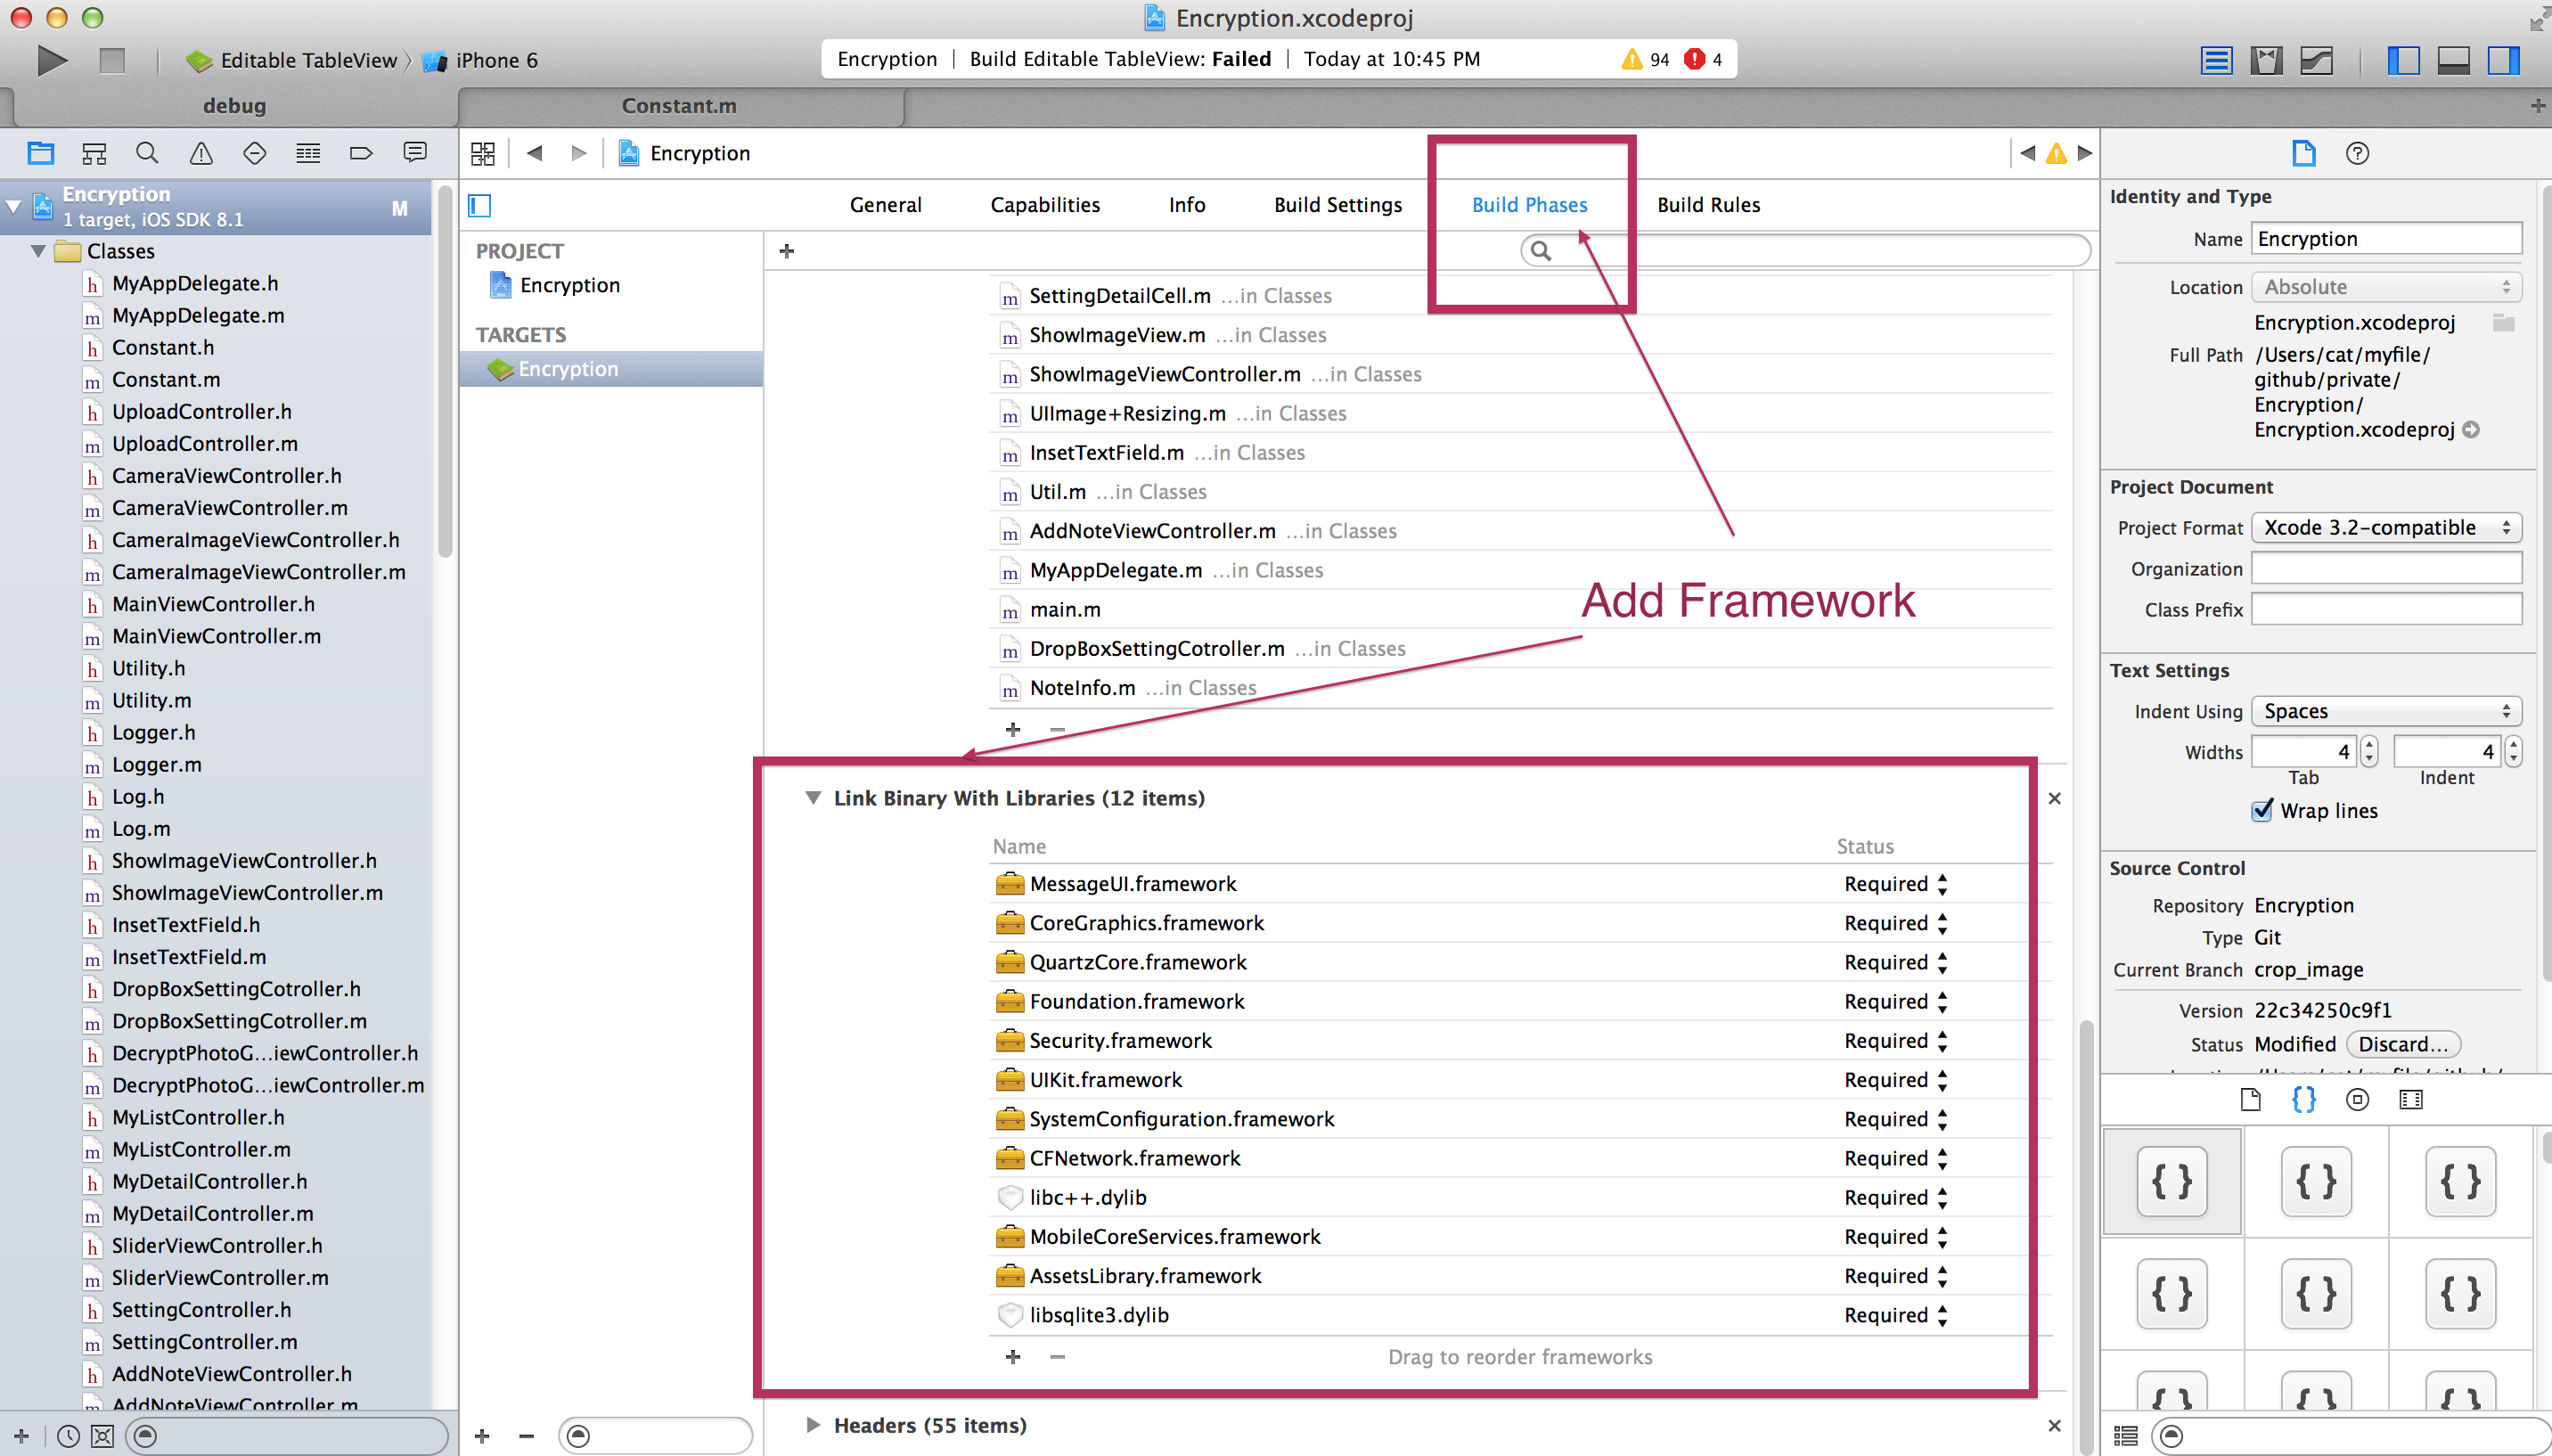 Encryption.xcodeproj
Editable TableView
iPhone 6
Encryption | Build Editable TableView: Failed | Today at 10:45 PM
94
4
debug
Constant.m
Encryption
1 target, iOS SDK 8.1
M
Classes
MyAppDelegate.h
MyAppDelegate.m
Constant.h
Constant.m
UploadController.h
UploadController.m
CameraViewController.h
CameraViewController.m
CameraImageViewController.h
CameraImageViewController.m
MainViewController.h
MainViewController.m
Utility.h
Utility.m
Logger.h
Logger.m
Log.h
Log.m
ShowImageViewController.h
ShowImageViewController.m
InsetTextField.h
InsetTextField.m
DropBoxSettingCotroller.h
DropBoxSettingCotroller.m
DecryptPhotoG...iewController.h
DecryptPhotoG...iewController.m
MyListController.h
MyListController.m
MyDetailController.h
MyDetailController.m
SliderViewController.h
SliderViewController.m
SettingController.h
SettingController.m
AddNoteViewController.h
AddNoteViewController.m
Encryption
General
Capabilities
Info
Build Settings
Build Phases
Build Rules
PROJECT
Encryption
TARGETS
Encryption
SettingDetailCell.m ...in Classes
ShowImageView.m ...in Classes
ShowImageViewController.m ...in Classes
UIImage+Resizing.m ...in Classes
InsetTextField.m ...in Classes
Util.m ...in Classes
AddNoteViewController.m ...in Classes
MyAppDelegate.m ...in Classes
main.m
DropBoxSettingCotroller.m ...in Classes
NoteInfo.m ...in Classes
Add Framework
Link Binary With Libraries (12 items)
Name
Status
MessageUI.framework Required
CoreGraphics.framework Required
QuartzCore.framework Required
Foundation.framework Required
Security.framework Required
UIKit.framework Required
SystemConfiguration.framework Required
CFNetwork.framework Required
libc++.dylib Required
MobileCoreServices.framework Required
AssetsLibrary.framework Required
libsqlite3.dylib Required
Drag to reorder frameworks
Headers (55 items)
Identity and Type
Name Encryption
Location Absolute
Encryption.xcodeproj
Full Path /Users/cat/myfile/
github/private/
Encryption/
Encryption.xcodeproj
Project Document
Project Format Xcode 3.2-compatible
Organization
Class Prefix
Text Settings
Indent Using Spaces
Widths 4 4
Tab Indent
Wrap lines
Source Control
Repository Encryption
Type Git
Current Branch crop_image
Version 22c34250c9f1
Status Modified Discard...
{ } { } { }
{ } { } { }
{ } { } { }